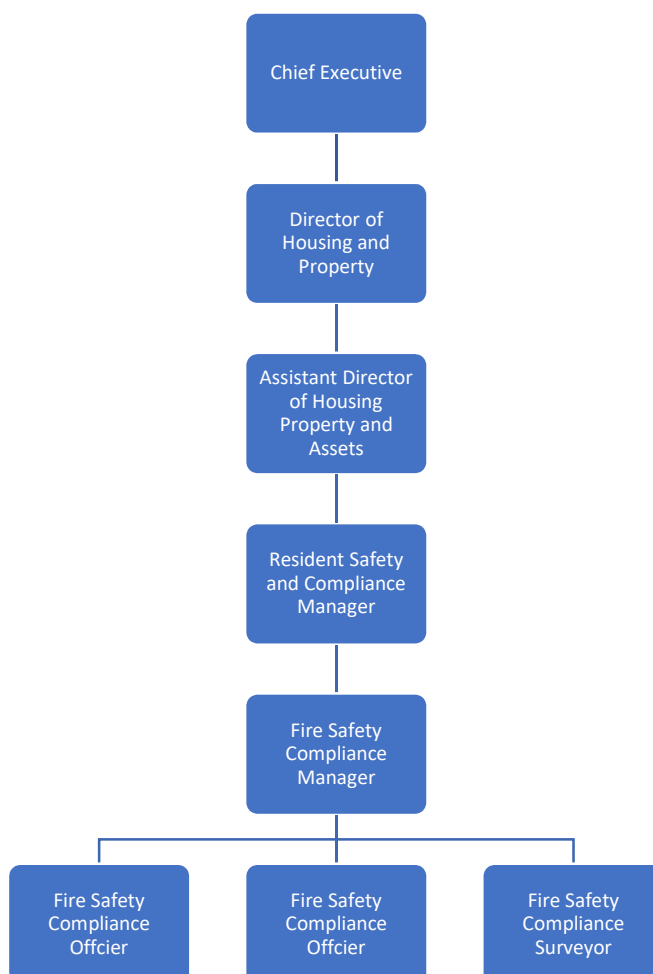 Chief Executive
Director of
Housing and
Property
Assistant Director
of Housing
Property and
Assets
Resident Safety
and Compliance
Manager
Fire Safety
Compliance
Manager
Fire Safety
Compliance
Offcier
Fire Safety
Compliance
Offcier
Fire Safety
Compliance
Surveyor